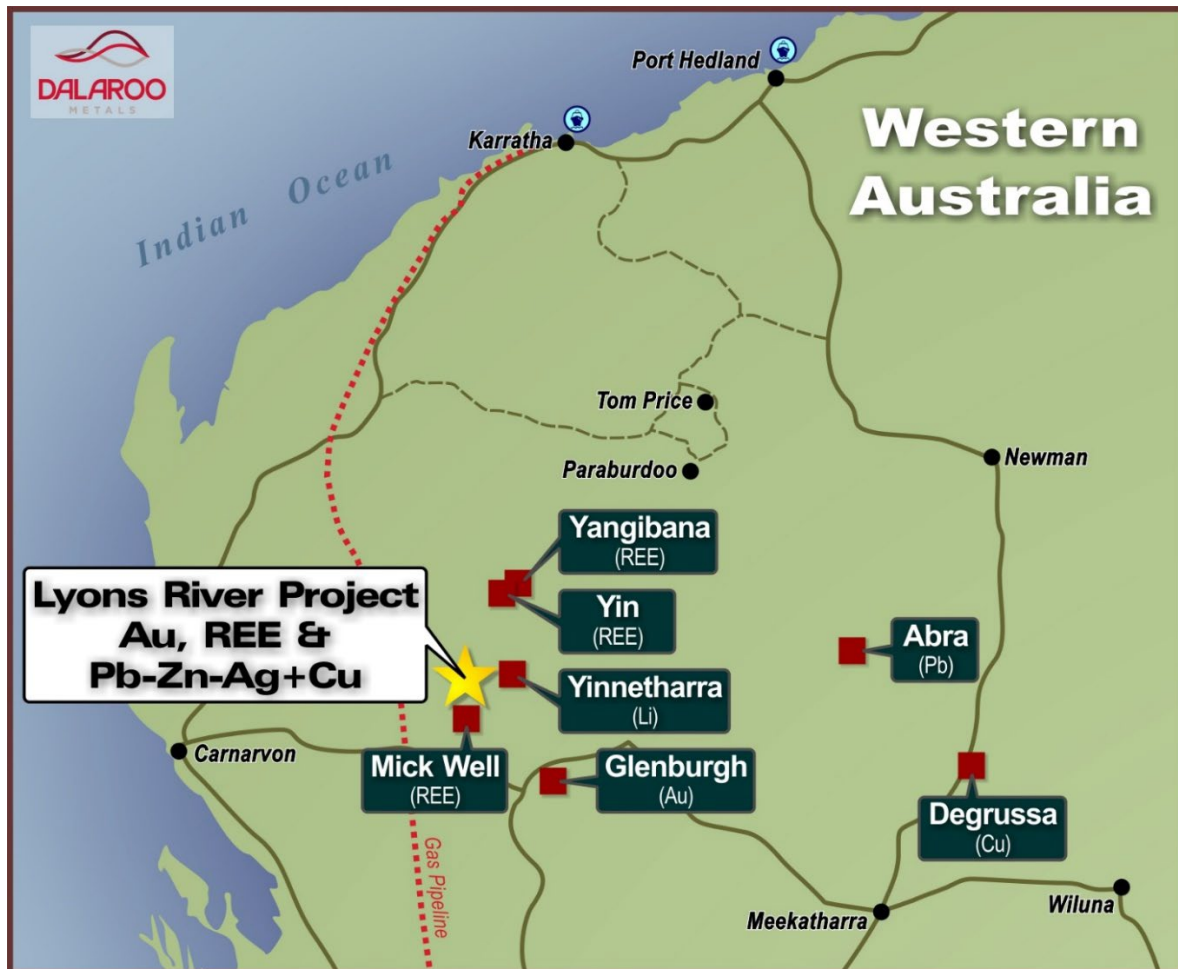 DALAROO
METALS
Port Hedland
Karratha
Western
Australia
Indian Ocean
Tom Price
Newman
Paraburdoo
Yangibana
(REE)
Lyons River Project
Au, REE &
Pb-Zn-Ag+Cu
Yin
(REE)
Abra
(Pb)
Yinnetharra
(Li)
Carnarvon
Mick Well
(REE)
Glenburgh
(Au)
Degrussa
(Cu)
Gas Pipeline
Meekatharra
Wiluna